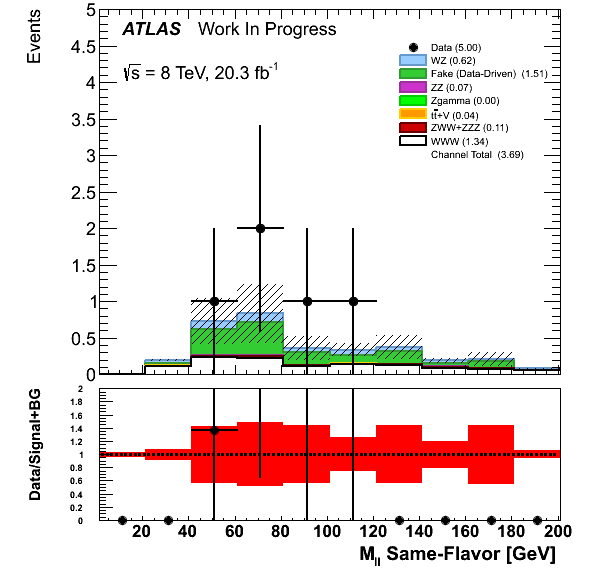 Events
5
4.5
4
3.5
3
2.5
2
1.5
1
0.5
0
ATLAS Work In Progress
√s = 8 TeV, 20.3 fb⁻¹
Data (5.00)
WZ (0.62)
Fake (Data-Driven) (1.51)
ZZ (0.07)
Zgamma (0.00)
tt̄+V (0.04)
ZWW+ZZZ (0.11)
WWW (1.34)
Channel Total (3.69)
Data/Signal+BG
2
1.8
1.6
1.4
1.2
1
0.8
0.6
0.4
0.2
0
20 40 60 80 100 120 140 160 180 200
M_ll Same-Flavor [GeV]